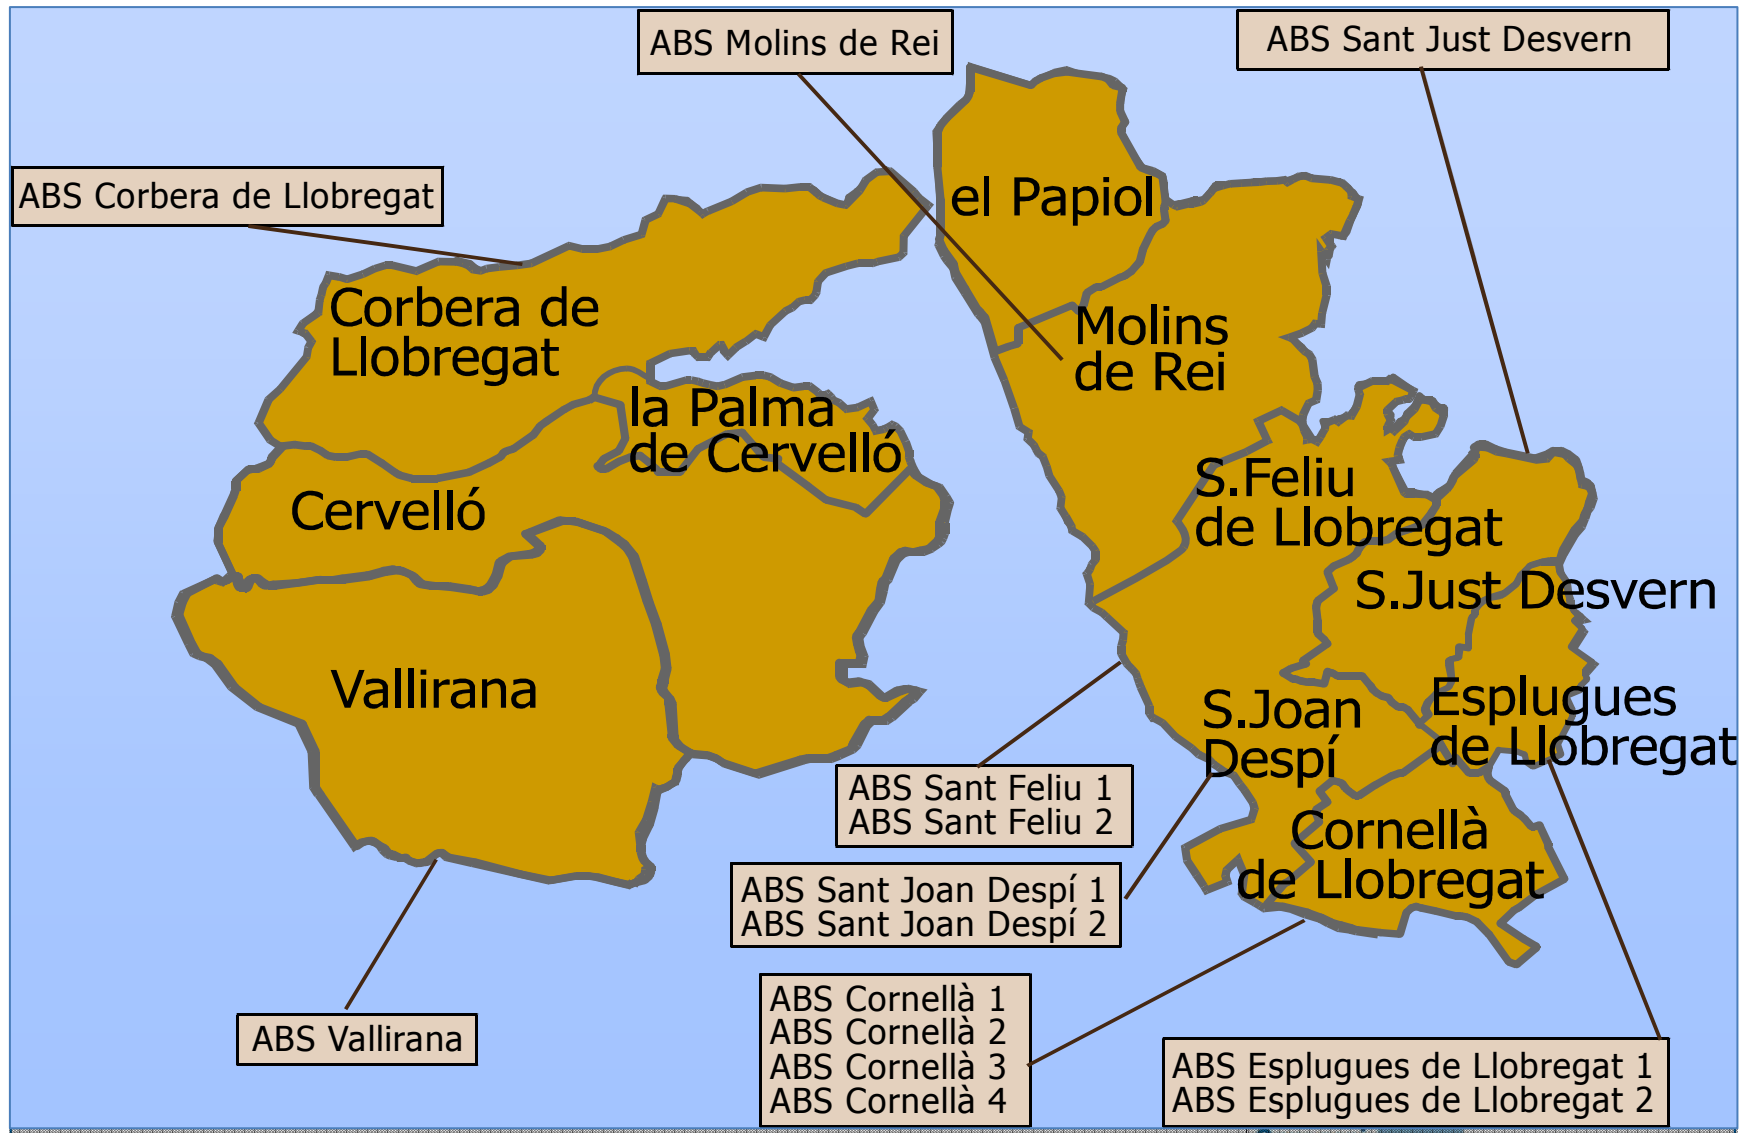 ABS Molins de Rei
ABS Sant Just Desvern
ABS Corbera de Llobregat
el Papiol
Corbera de
Llobregat
Molins
de Rei
la Palma
de Cervelló
S.Feliu
de Llobregat
Cervelló
S.Just Desvern
Vallirana
S.Joan
Despí
Esplugues
de Llobregat
ABS Sant Feliu 1
ABS Sant Feliu 2
Cornellà
de Llobregat
ABS Sant Joan Despí 1
ABS Sant Joan Despí 2
ABS Vallirana
ABS Cornellà 1
ABS Cornellà 2
ABS Cornellà 3
ABS Cornellà 4
ABS Esplugues de Llobregat 1
ABS Esplugues de Llobregat 2